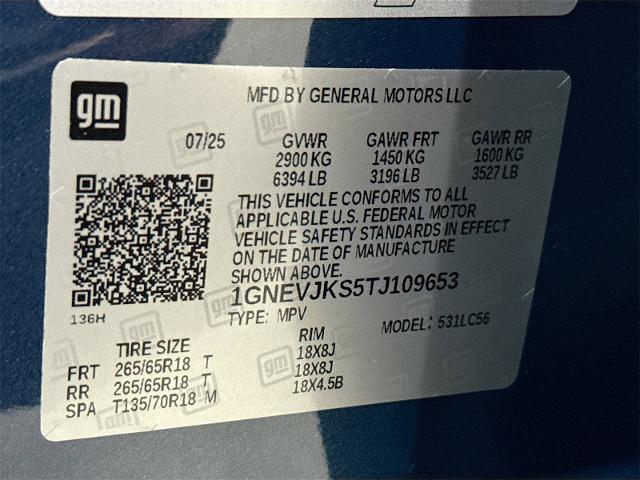 gm
MFD BY GENERAL MOTORS LLC
07/25 GVWR GAWR FRT GAWR RR
2900 KG 1450 KG 1600 KG
6394 LB 3196 LB 3527 LB
THIS VEHICLE CONFORMS TO ALL
APPLICABLE U.S. FEDERAL MOTOR
VEHICLE SAFETY STANDARDS IN EFFECT
ON THE DATE OF MANUFACTURE
SHOWN ABOVE.
1GNEVJKS5TJ109653
136H
TYPE: MPV MODEL: 531LC56
TIRE SIZE RIM
FRT 265/65R18 T 18X8J
RR 265/65R18 T 18X8J
SPA T135/70R18 M 18X4.5B